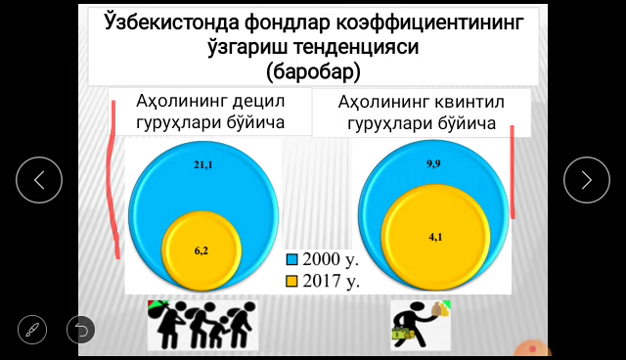 Ўзбекистонда фондлар коэффициентининг
ўзгариш тенденцияси
(баробар)
Аҳолининг децил
гуруҳлари бўйича
Аҳолининг квинтил
гуруҳлари бўйича
21,1
6,2
9,9
4,1
2000 y.
2017 y.